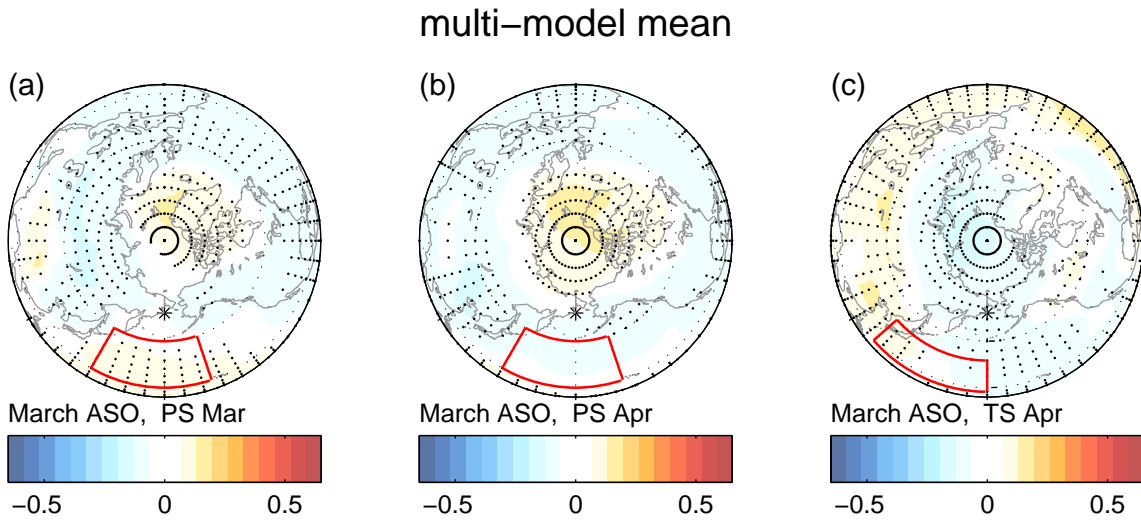 multi−model mean
(a) (b) (c)
March ASO,  PS Mar March ASO,  PS Apr March ASO,  TS Apr
−0.5 0 0.5 −0.5 0 0.5 −0.5 0 0.5